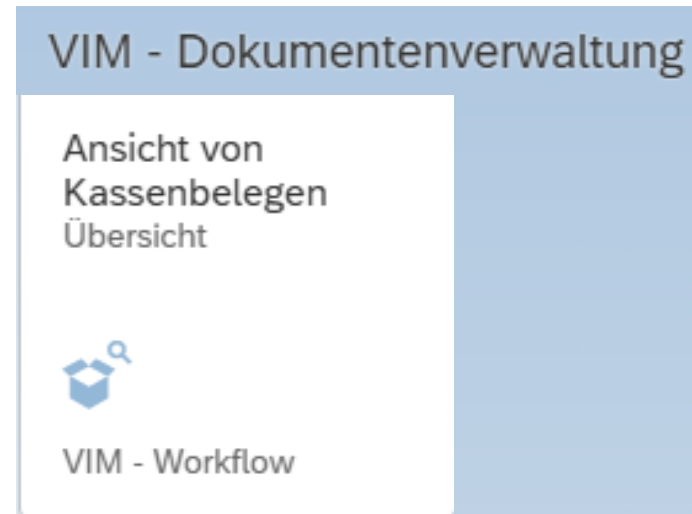 VIM - Dokumentenverwaltung
Ansicht von
Kassenbelegen
Übersicht
VIM - Workflow